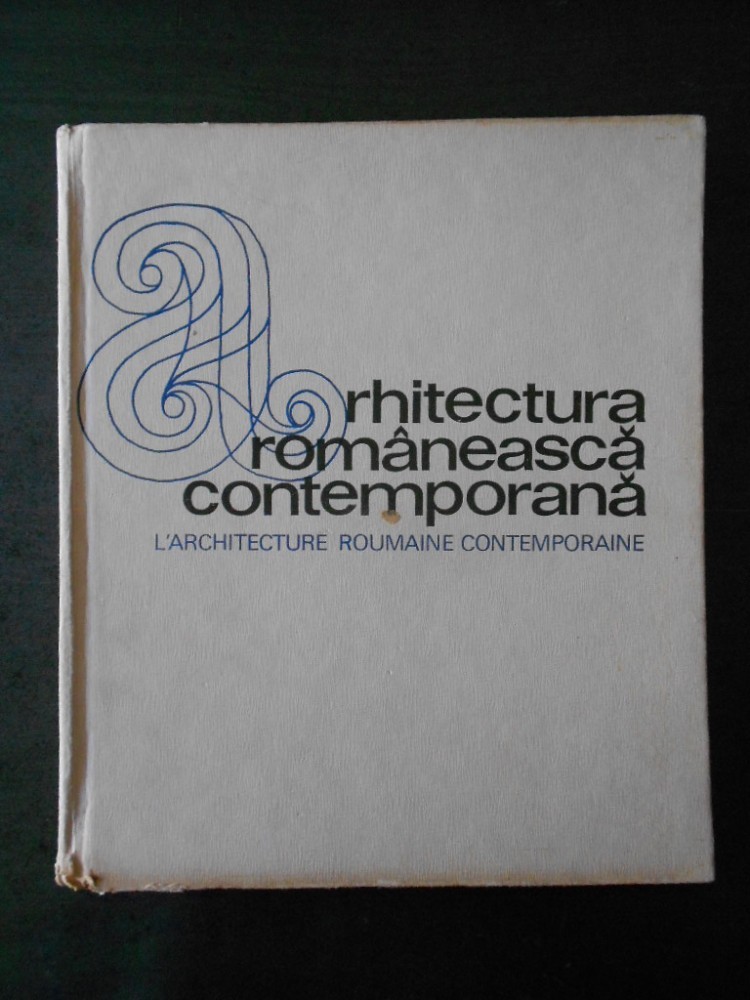 arhitectura
românească
contemporană
L'ARCHITECTURE ROUMAINE CONTEMPORAINE